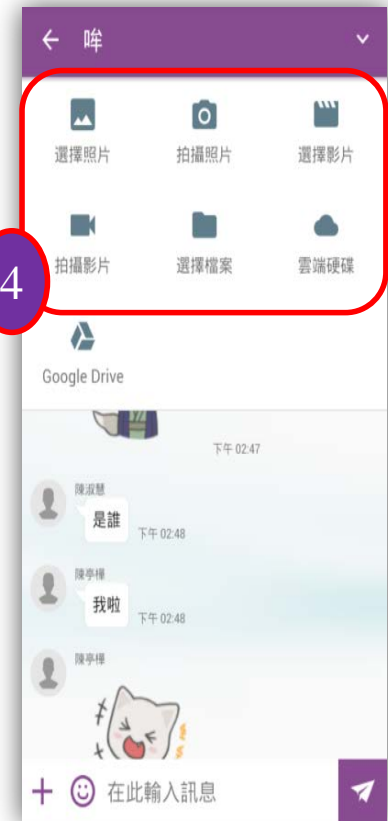 哞
選擇照片 拍攝照片 選擇影片
4
拍攝影片 選擇檔案 雲端硬碟
Google Drive
下午 02:47
陳淑慧
是誰
下午 02:48
陳亭樺
我啦
下午 02:48
陳亭樺
在此輸入訊息